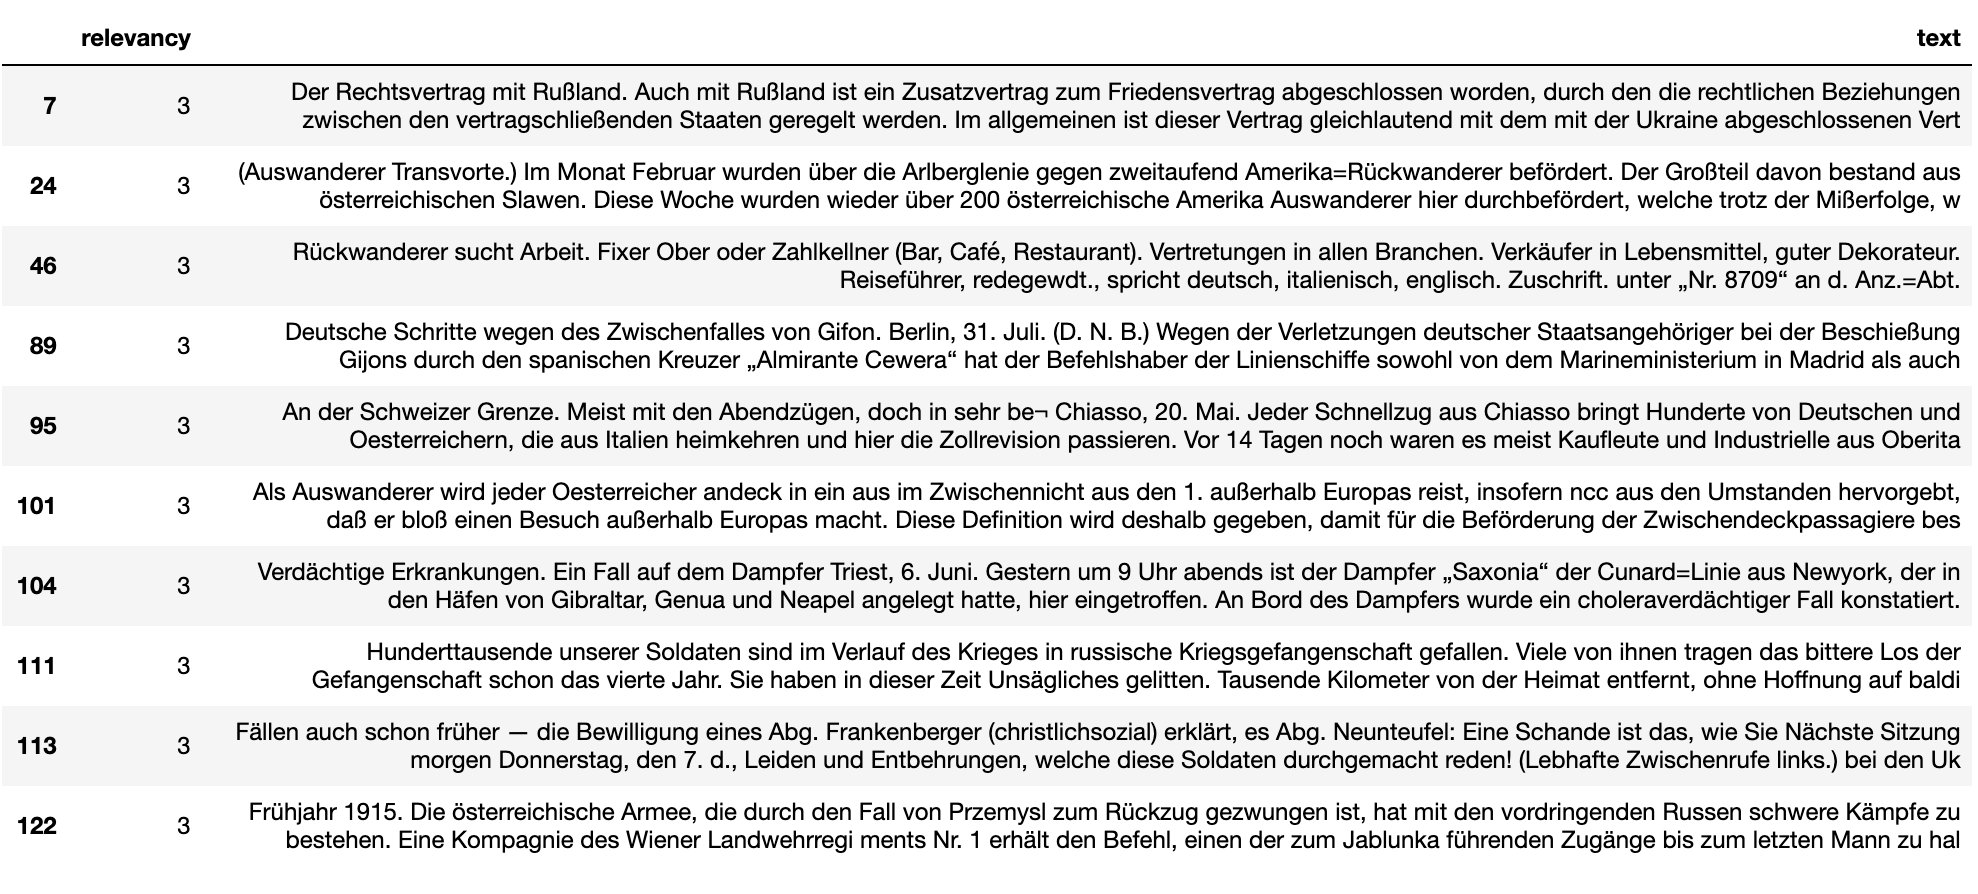 relevancy text
7 3 Der Rechtsvertrag mit Rußland. Auch mit Rußland ist ein Zusatzvertrag zum Friedensvertrag abgeschlossen worden, durch den die rechtlichen Beziehungen
zwischen den vertragschließenden Staaten geregelt werden. Im allgemeinen ist dieser Vertrag gleichlautend mit dem mit der Ukraine abgeschlossenen Vert
24 3 (Auswanderer Transvorte.) Im Monat Februar wurden über die Arlberglenie gegen zweitaufend Amerika=Rückwanderer befördert. Der Großteil davon bestand aus
österreichischen Slawen. Diese Woche wurden wieder über 200 österreichische Amerika Auswanderer hier durchbefördert, welche trotz der Mißerfolge, w
46 3 Rückwanderer sucht Arbeit. Fixer Ober oder Zahlkellner (Bar, Café, Restaurant). Vertretungen in allen Branchen. Verkäufer in Lebensmittel, guter Dekorateur.
Reiseführer, redegewdt., spricht deutsch, italienisch, englisch. Zuschrift. unter „Nr. 8709“ an d. Anz.=Abt.
89 3 Deutsche Schritte wegen des Zwischenfalles von Gifon. Berlin, 31. Juli. (D. N. B.) Wegen der Verletzungen deutscher Staatsangehöriger bei der Beschießung
Gijons durch den spanischen Kreuzer „Almirante Cewera“ hat der Befehlshaber der Linienschiffe sowohl von dem Marineministerium in Madrid als auch
95 3 An der Schweizer Grenze. Meist mit den Abendzügen, doch in sehr be¬ Chiasso, 20. Mai. Jeder Schnellzug aus Chiasso bringt Hunderte von Deutschen und
Oesterreichern, die aus Italien heimkehren und hier die Zollrevision passieren. Vor 14 Tagen noch waren es meist Kaufleute und Industrielle aus Oberita
101 3 Als Auswanderer wird jeder Oesterreicher andeck in ein aus im Zwischennicht aus den 1. außerhalb Europas reist, insofern ncc aus den Umstanden hervorgebt,
daß er bloß einen Besuch außerhalb Europas macht. Diese Definition wird deshalb gegeben, damit für die Beförderung der Zwischendeckpassagiere bes
104 3 Verdächtige Erkrankungen. Ein Fall auf dem Dampfer Triest, 6. Juni. Gestern um 9 Uhr abends ist der Dampfer „Saxonia“ der Cunard=Linie aus Newyork, der in
den Häfen von Gibraltar, Genua und Neapel angelegt hatte, hier eingetroffen. An Bord des Dampfers wurde ein choleraverdächtiger Fall konstatiert.
111 3 Hunderttausende unserer Soldaten sind im Verlauf des Krieges in russische Kriegsgefangenschaft gefallen. Viele von ihnen tragen das bittere Los der
Gefangenschaft schon das vierte Jahr. Sie haben in dieser Zeit Unsägliches gelitten. Tausende Kilometer von der Heimat entfernt, ohne Hoffnung auf baldi
113 3 Fällen auch schon früher — die Bewilligung eines Abg. Frankenberger (christlichsozial) erklärt, es Abg. Neunteufel: Eine Schande ist das, wie Sie Nächste Sitzung
morgen Donnerstag, den 7. d., Leiden und Entbehrungen, welche diese Soldaten durchgemacht reden! (Lebhafte Zwischenrufe links.) bei den Uk
122 3 Frühjahr 1915. Die österreichische Armee, die durch den Fall von Przemysl zum Rückzug gezwungen ist, hat mit den vordringenden Russen schwere Kämpfe zu
bestehen. Eine Kompagnie des Wiener Landwehrregi ments Nr. 1 erhält den Befehl, einen der zum Jablunka führenden Zugänge bis zum letzten Mann zu hal